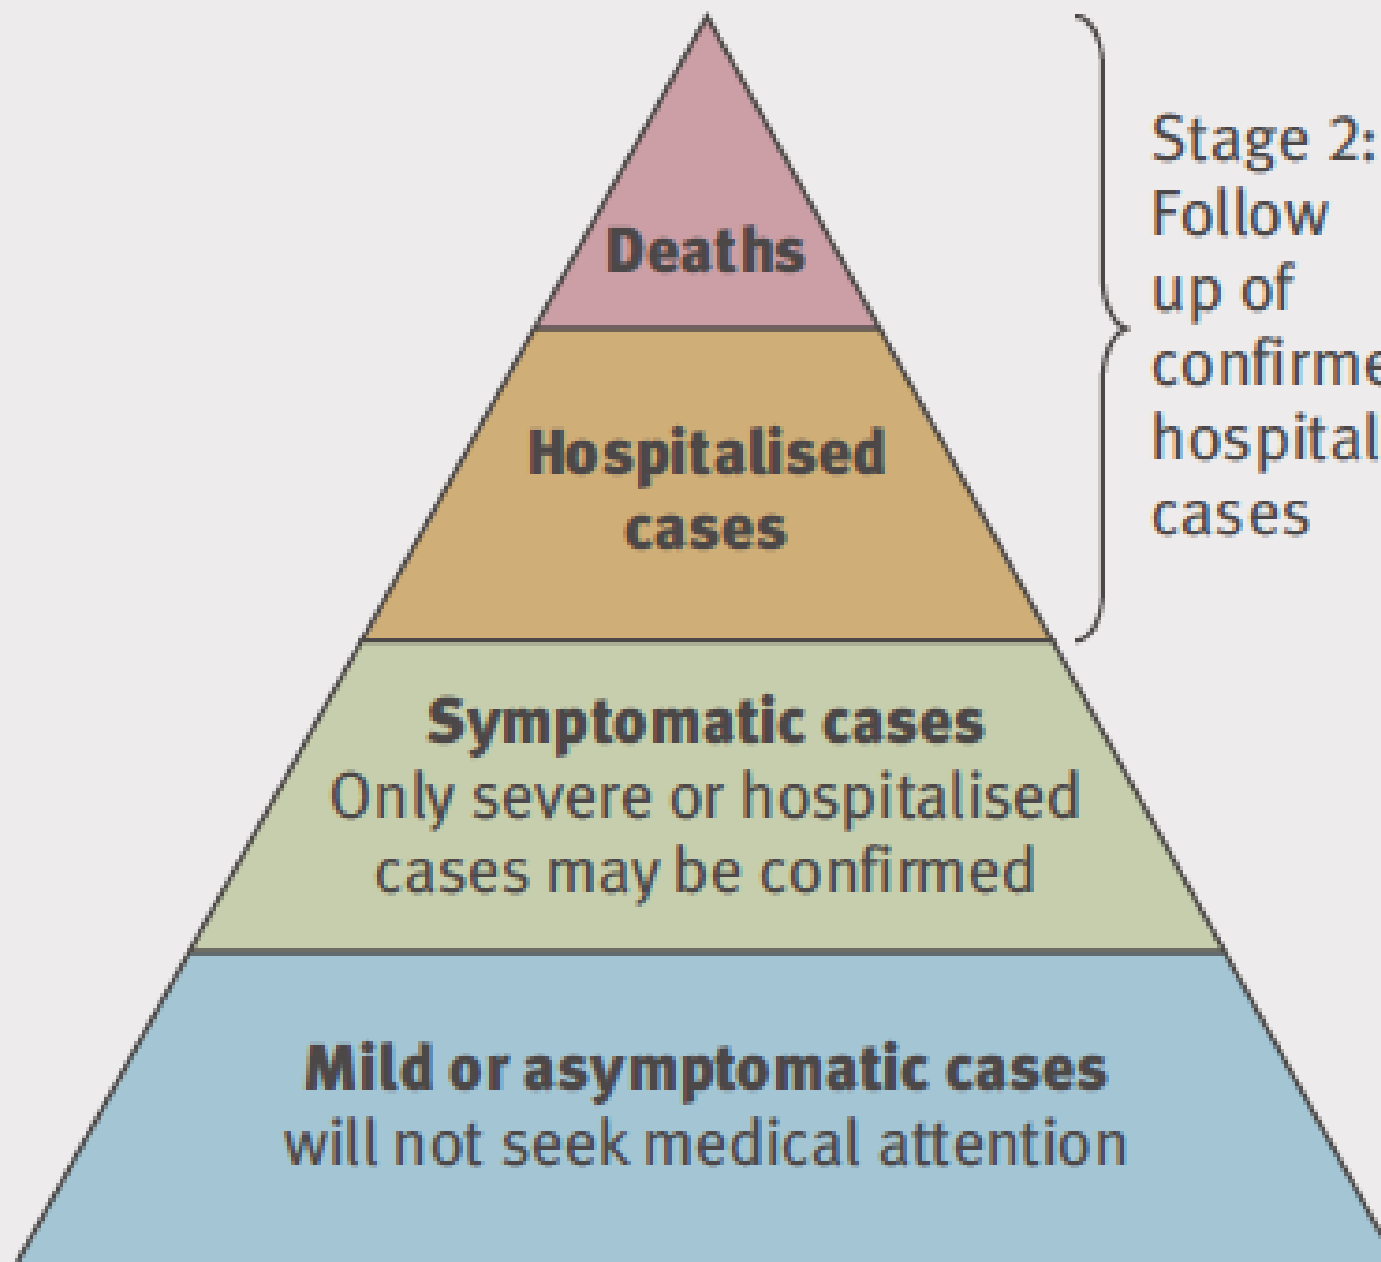 Deaths
Hospitalised
cases
Symptomatic cases
Only severe or hospitalised
cases may be confirmed
Mild or asymptomatic cases
will not seek medical attention
Stage 2:
Follow
up of
confirme
hospital
cases